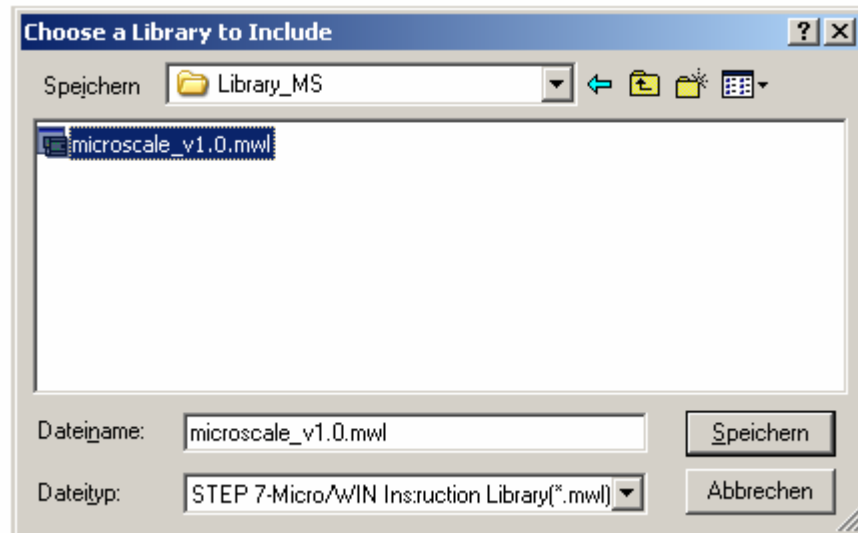 Choose a Library to Include
Speichern Library_MS
microscale_v1.0.mwl
Dateiname: microscale_v1.0.mwl Speichern
Dateityp: STEP 7-Micro/WIN Ins:ruction Library(*.mwl) Abbrechen